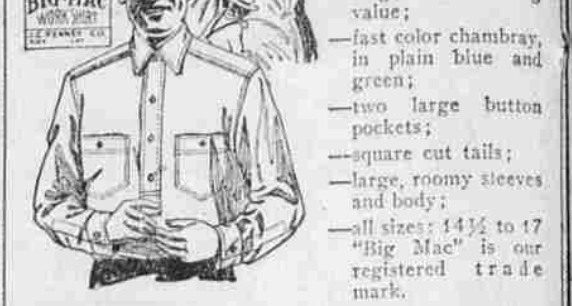 BIG MAC
WORK SHIRT
J.C. PENNEY CO.
value;
—fast color chambray,
in plain blue and
green;
—two large button
pockets;
—square cut tails;
—large, roomy sleeves
and body;
—all sizes: 14½ to 17
"Big Mac" is our
registered trade
mark.